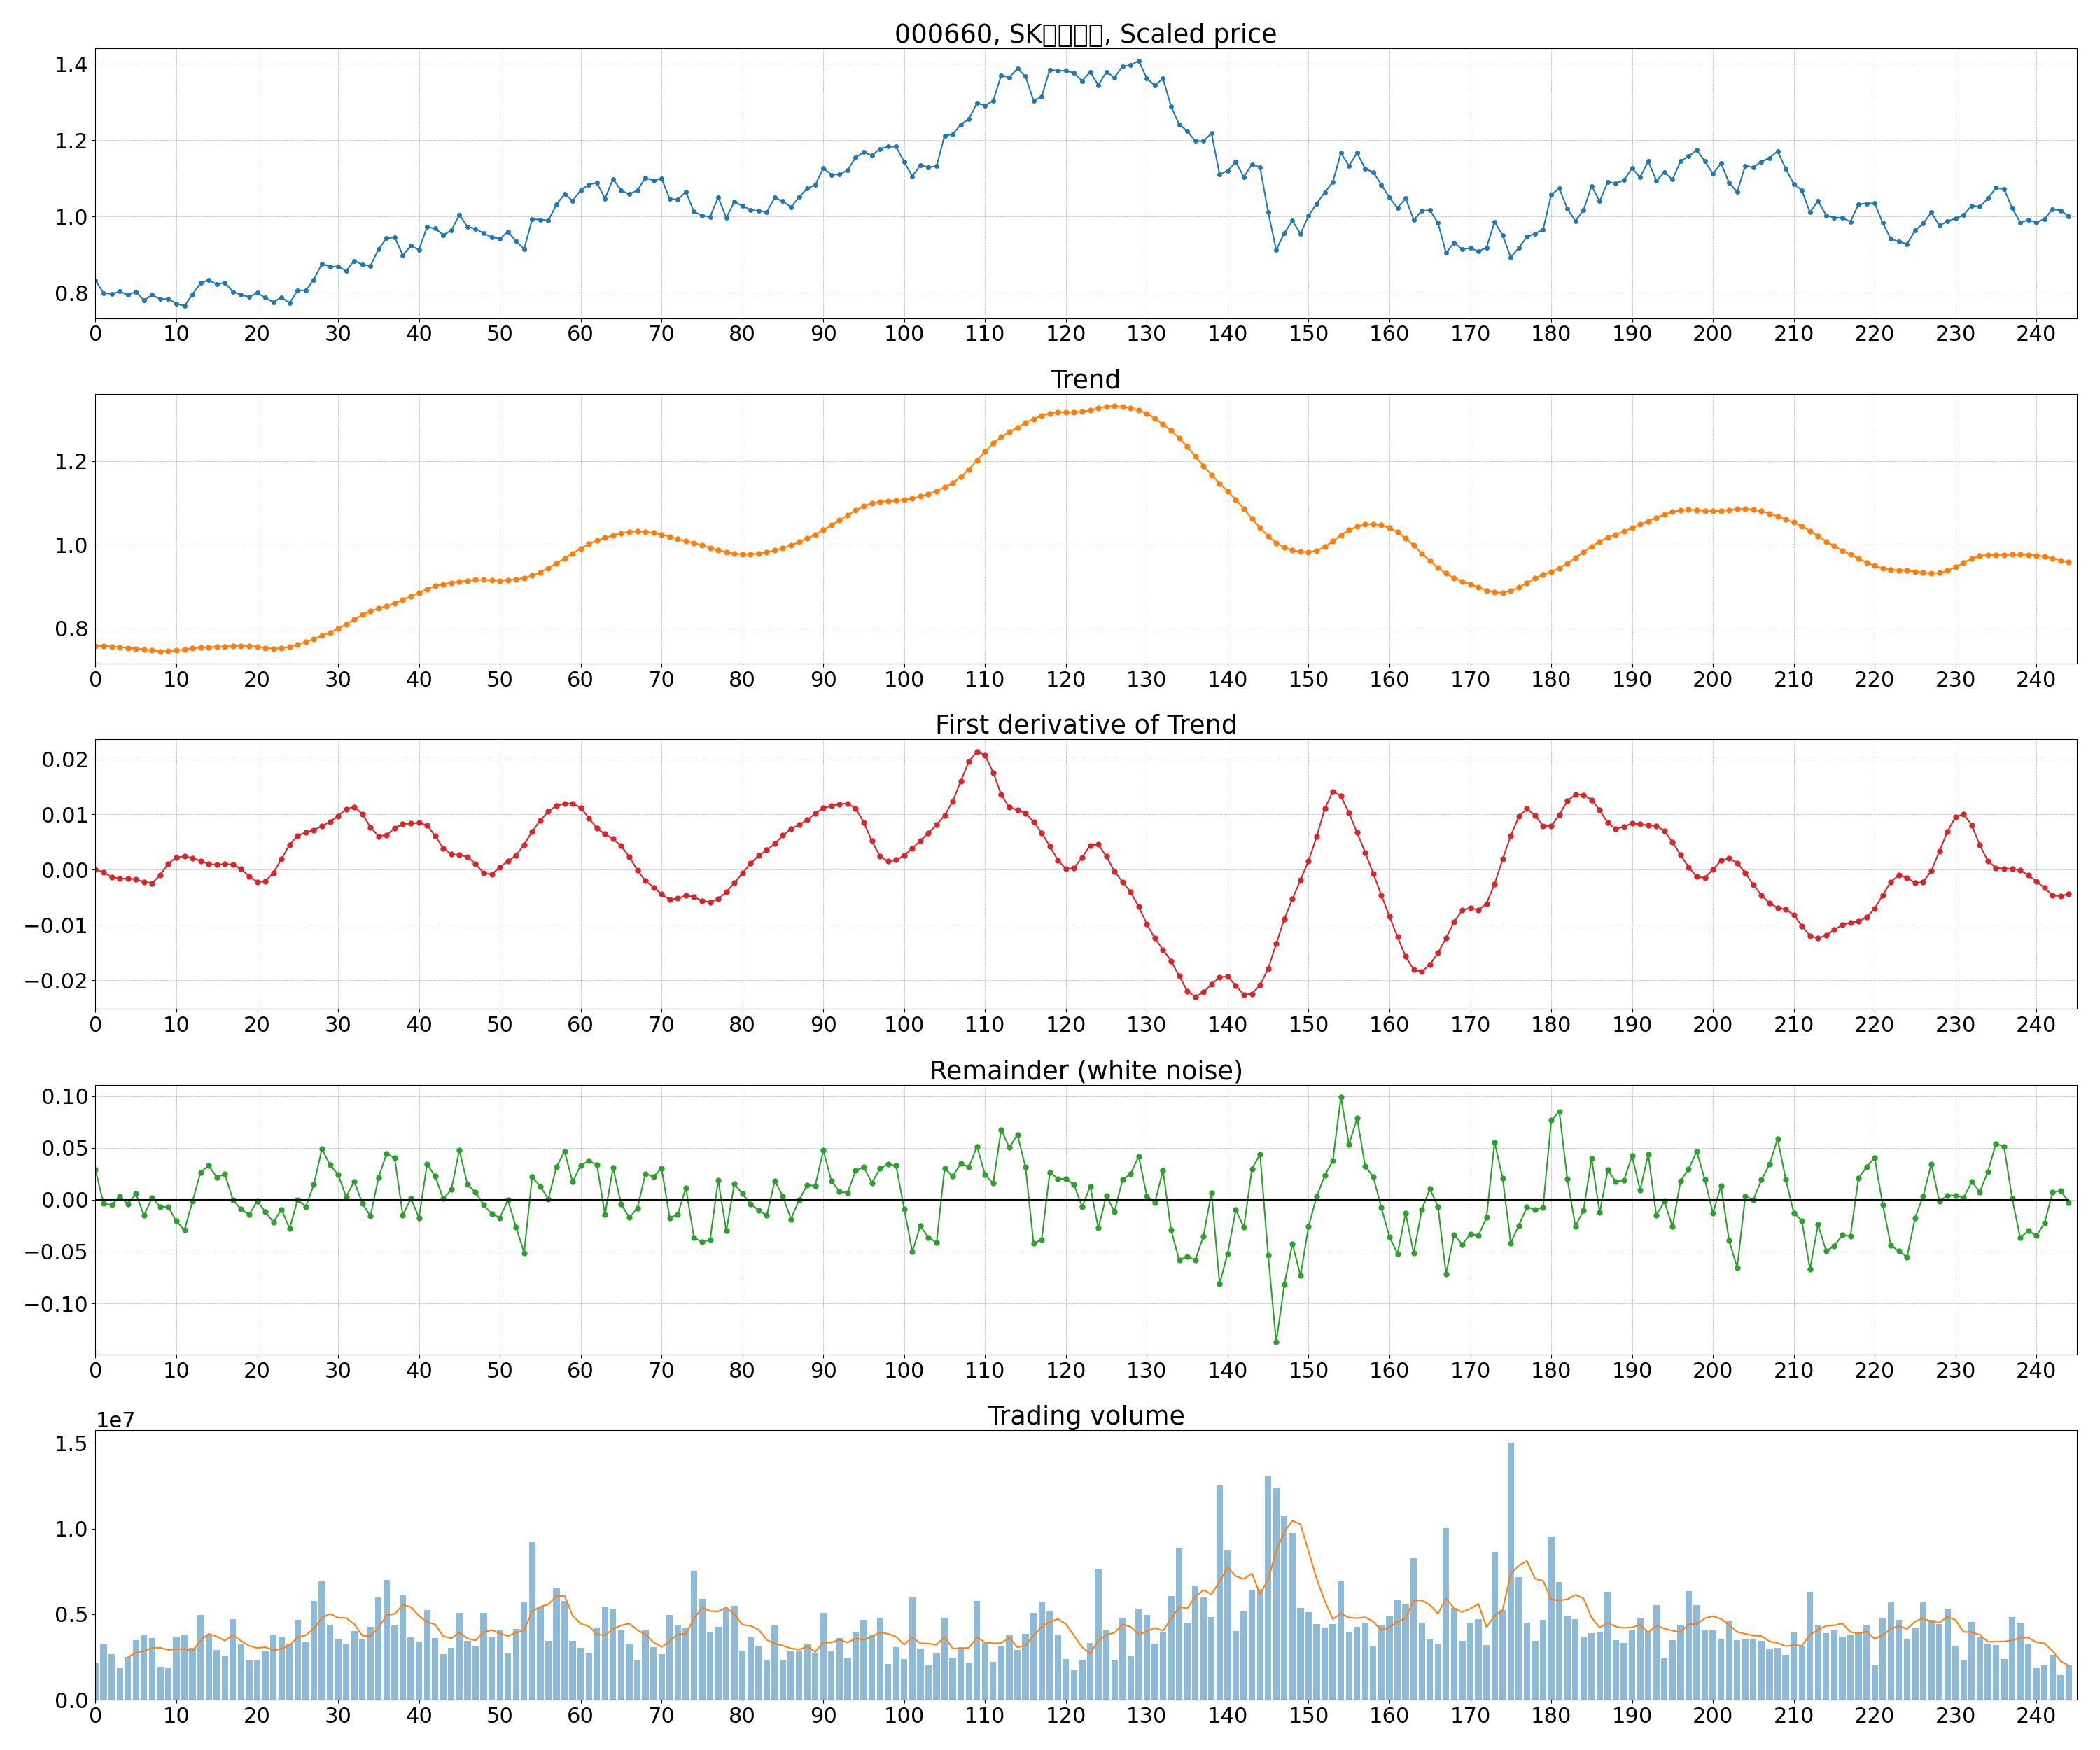 000660, SK□□□□, Scaled price
1.4
1.2
1.0
0.8
0 10 20 30 40 50 60 70 80 90 100 110 120 130 140 150 160 170 180 190 200 210 220 230 240
Trend
1.2
1.0
0.8
0 10 20 30 40 50 60 70 80 90 100 110 120 130 140 150 160 170 180 190 200 210 220 230 240
First derivative of Trend
0.02
0.01
0.00
−0.01
−0.02
0 10 20 30 40 50 60 70 80 90 100 110 120 130 140 150 160 170 180 190 200 210 220 230 240
Remainder (white noise)
0.10
0.05
0.00
−0.05
−0.10
0 10 20 30 40 50 60 70 80 90 100 110 120 130 140 150 160 170 180 190 200 210 220 230 240
Trading volume
1e7
1.5
1.0
0.5
0.0
0 10 20 30 40 50 60 70 80 90 100 110 120 130 140 150 160 170 180 190 200 210 220 230 240